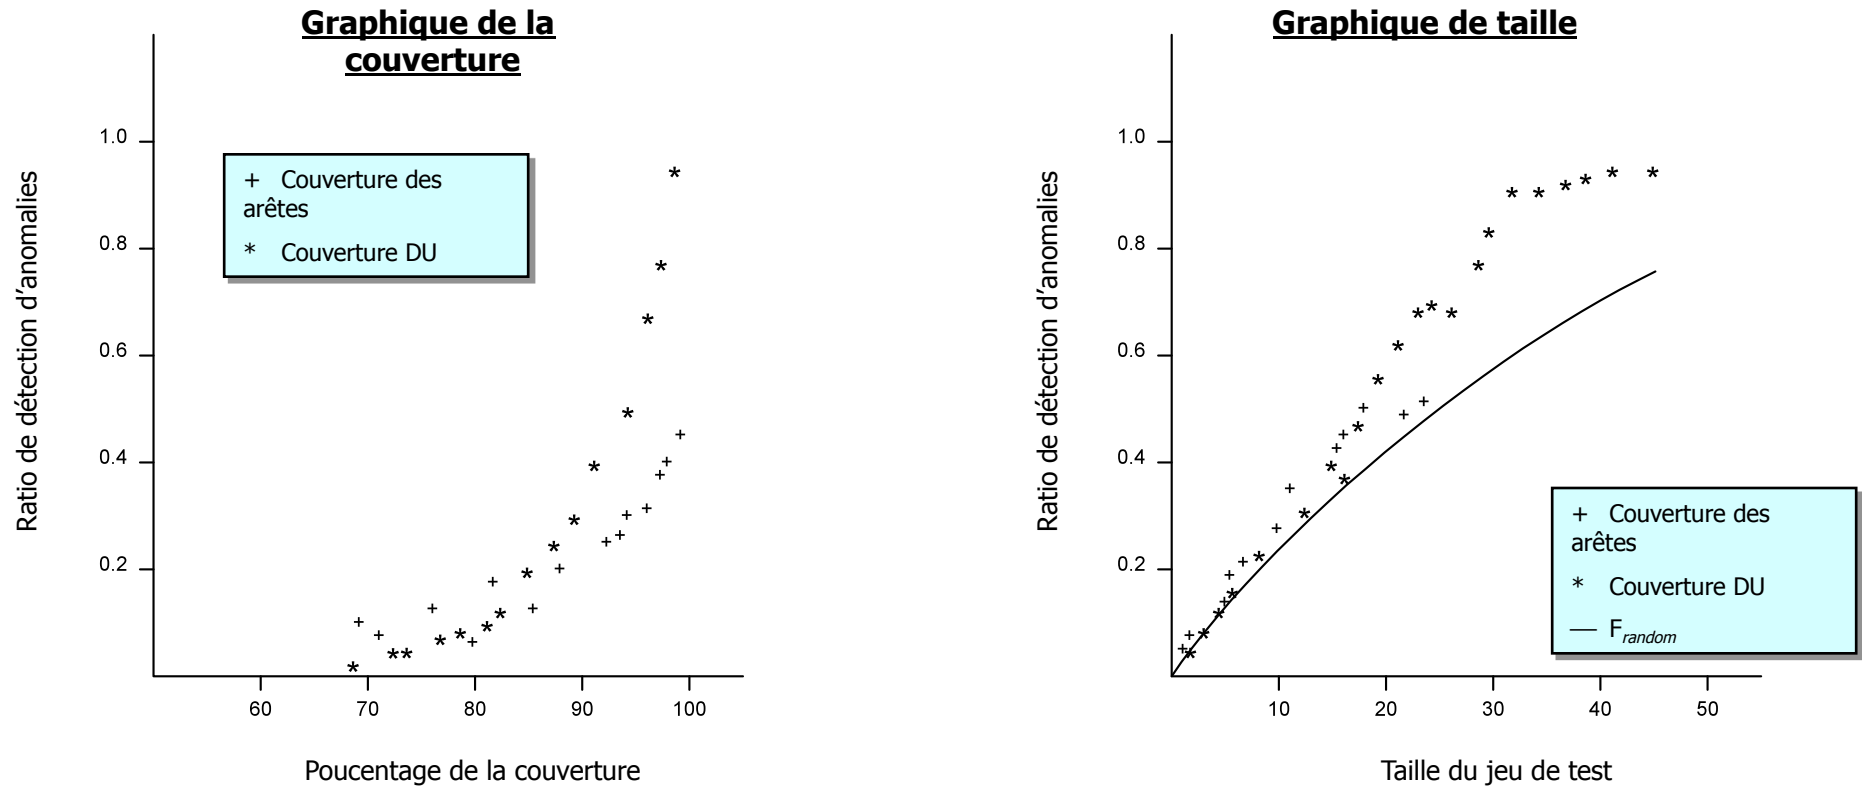 Graphique de la
couverture
Ratio de détection d’anomalies
1.0
0.8
0.6
0.4
0.2
+ Couverture des
arêtes
* Couverture DU
60 70 80 90 100
Poucentage de la couverture
Graphique de taille
Ratio de détection d’anomalies
1.0
0.8
0.6
0.4
0.2
+ Couverture des
arêtes
* Couverture DU
— Frandom
10 20 30 40 50
Taille du jeu de test